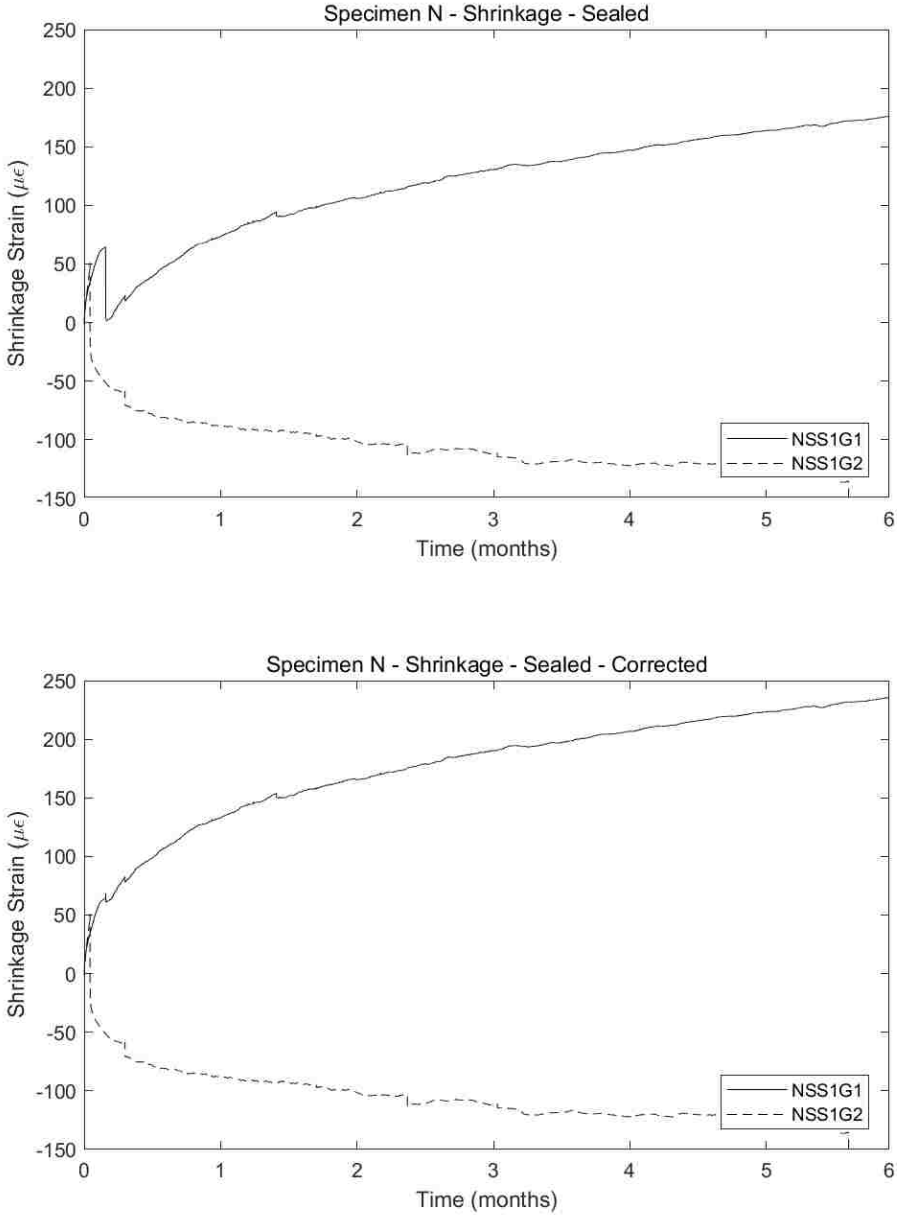 Specimen N - Shrinkage - Sealed
250
200
150
100
50
0
-50
-100
-150
Shrinkage Strain (με)
NSS1G1
NSS1G2
0 1 2 3 4 5 6
Time (months)
Specimen N - Shrinkage - Sealed - Corrected
250
200
150
100
50
0
-50
-100
-150
Shrinkage Strain (με)
NSS1G1
NSS1G2
0 1 2 3 4 5 6
Time (months)